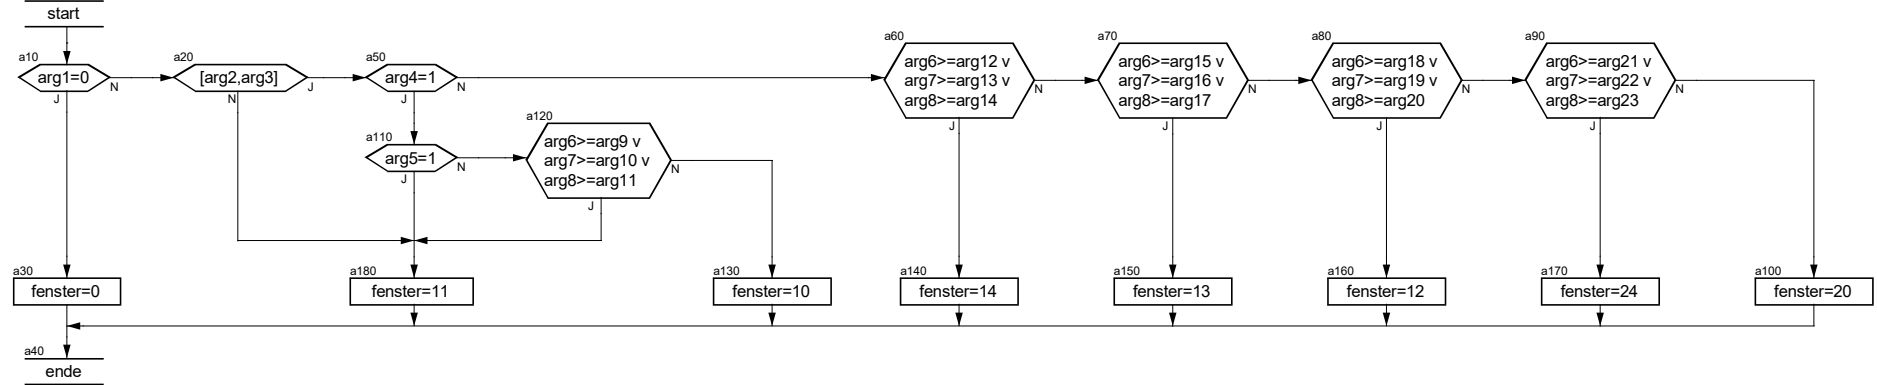 start
a10
arg1=0
N
J
a20
[arg2,arg3]
N
J
a50
arg4=1
J
N
a110
arg5=1
J
N
a120
arg6>=arg9 v
arg7>=arg10 v
arg8>=arg11
J
N
a60
arg6>=arg12 v
arg7>=arg13 v
arg8>=arg14
J
N
a70
arg6>=arg15 v
arg7>=arg16 v
arg8>=arg17
J
N
a80
arg6>=arg18 v
arg7>=arg19 v
arg8>=arg20
J
N
a90
arg6>=arg21 v
arg7>=arg22 v
arg8>=arg23
J
N
a30
fenster=0
a180
fenster=11
a130
fenster=10
a140
fenster=14
a150
fenster=13
a160
fenster=12
a170
fenster=24
a100
fenster=20
a40
ende